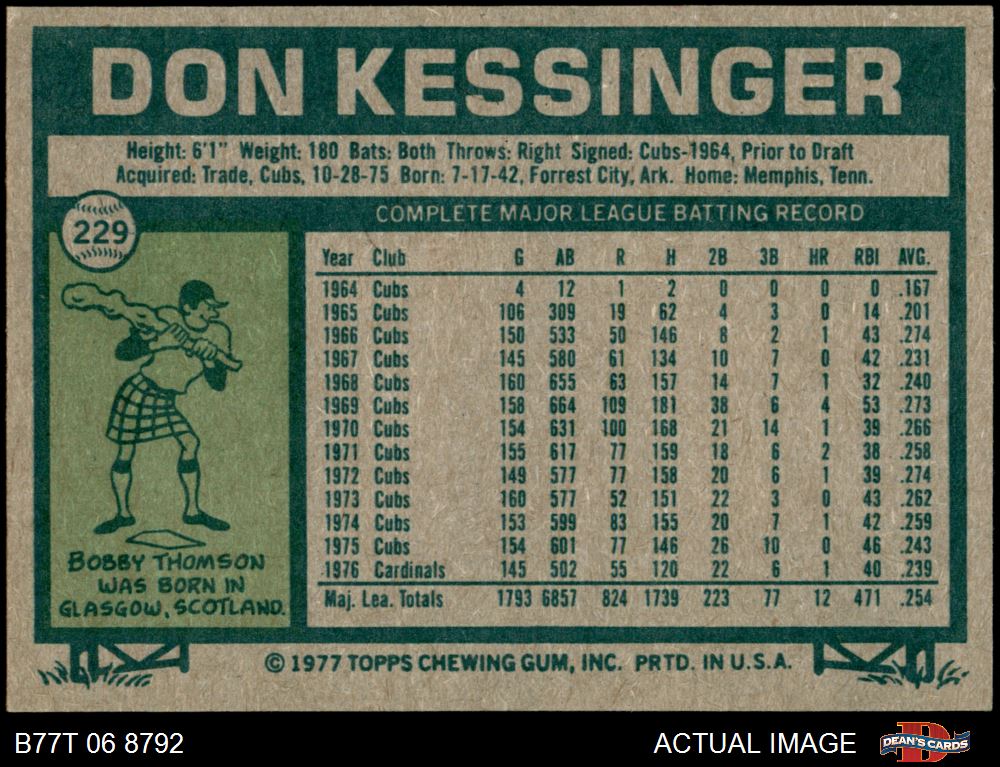 DON KESSINGER
Height: 6'1" Weight: 180 Bats: Both Throws: Right Signed: Cubs-1964, Prior to Draft
Acquired: Trade, Cubs, 10-28-75 Born: 7-17-42, Forrest City, Ark. Home: Memphis, Tenn.
229
COMPLETE MAJOR LEAGUE BATTING RECORD
Year Club G AB R H 2B 3B HR RBI AVG.
1964 Cubs 4 12 1 2 0 0 0 0 .167
1965 Cubs 106 309 19 62 4 3 0 14 .201
1966 Cubs 150 533 50 146 8 2 1 43 .274
1967 Cubs 145 580 61 134 10 7 0 42 .231
1968 Cubs 160 655 63 157 14 7 1 32 .240
1969 Cubs 158 664 109 181 38 6 4 53 .273
1970 Cubs 154 631 100 168 21 14 1 39 .266
1971 Cubs 155 617 77 159 18 6 2 38 .258
1972 Cubs 149 577 77 158 20 6 1 39 .274
1973 Cubs 160 577 52 151 22 3 0 43 .262
1974 Cubs 153 599 83 155 20 7 1 42 .259
1975 Cubs 154 601 77 146 26 10 0 46 .243
1976 Cardinals 145 502 55 120 22 6 1 40 .239
Maj. Lea. Totals 1793 6857 824 1739 223 77 12 471 .254
BOBBY THOMSON
WAS BORN IN
GLASGOW, SCOTLAND.
© 1977 TOPPS CHEWING GUM, INC. PRTD. IN U.S.A.
B77T 06 8792
ACTUAL IMAGE
DEAN'S CARDS